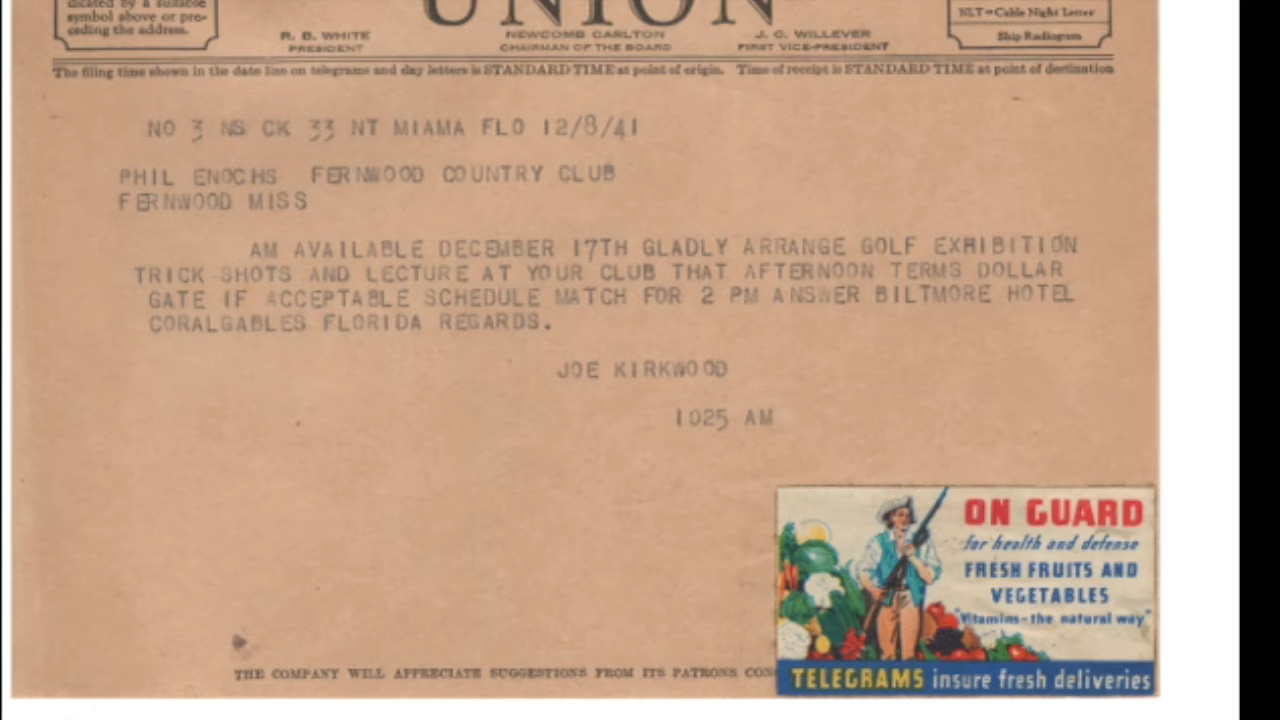 dicated by a suitable
symbol above or pre-
ceding the address.
UNION
R. B. WHITE
PRESIDENT
NEWCOMB CARLTON
CHAIRMAN OF THE BOARD
J. C. WILLEVER
FIRST VICE-PRESIDENT
NLT=Cable Night Letter
Ship Radiogram
The filing time shown in the date line on telegrams and day letters is STANDARD TIME at point of origin. Time of receipt is STANDARD TIME at point of destination
NO 3 NS CK 33 NT MIAMA FLO 12/8/41
PHIL ENOCHS FERNWOOD COUNTRY CLUB
FERNWOOD MISS
AM AVAILABLE DECEMBER 17TH GLADLY ARRANGE GOLF EXHIBITION
TRICK SHOTS AND LECTURE AT YOUR CLUB THAT AFTERNOON TERMS DOLLAR
GATE IF ACCEPTABLE SCHEDULE MATCH FOR 2 PM ANSWER BILTMORE HOTEL
CORALGABLES FLORIDA REGARDS.
JOE KIRKWOOD
1025 AM
ON GUARD
for health and defense
FRESH FRUITS AND
VEGETABLES
"Vitamins-the natural way"
TELEGRAMS insure fresh deliveries
THE COMPANY WILL APPRECIATE SUGGESTIONS FROM ITS PATRONS